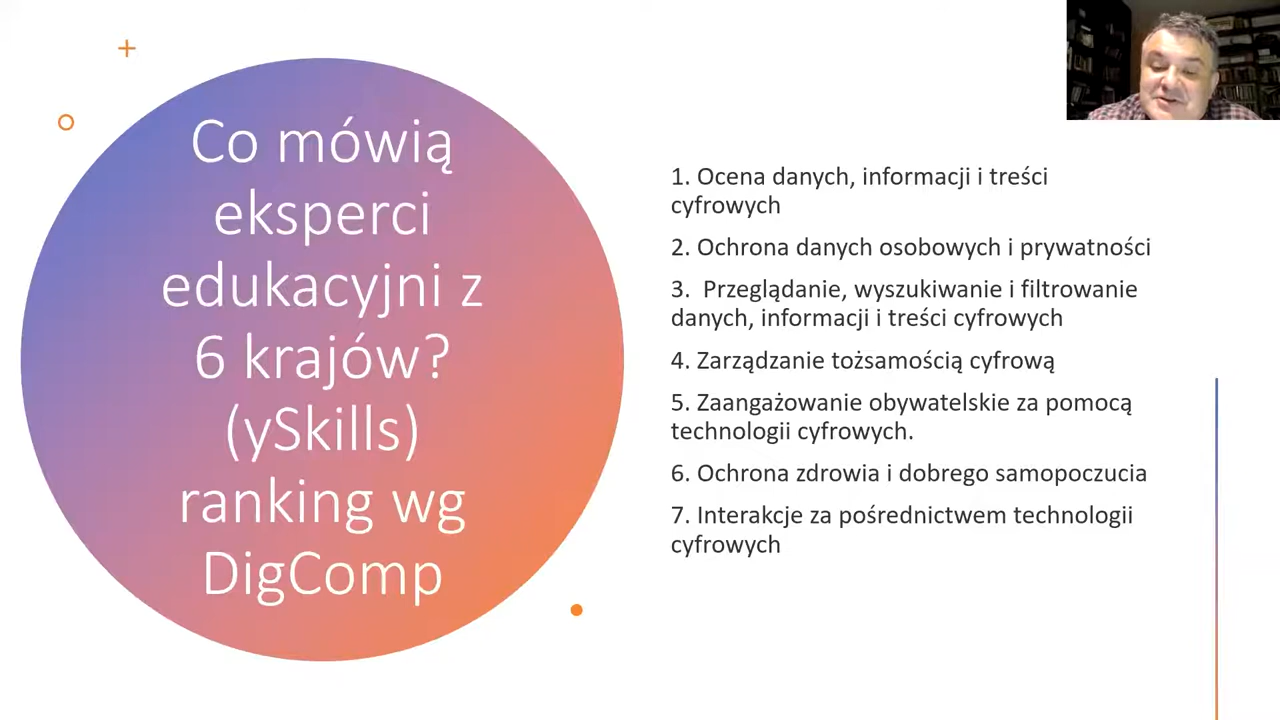 Co mówią
eksperci
edukacyjni z
6 krajów?
(ySkills)
ranking wg
DigComp
1. Ocena danych, informacji i treści
cyfrowych
2. Ochrona danych osobowych i prywatności
3.  Przeglądanie, wyszukiwanie i filtrowanie
danych, informacji i treści cyfrowych
4. Zarządzanie tożsamością cyfrową
5. Zaangażowanie obywatelskie za pomocą
technologii cyfrowych.
6. Ochrona zdrowia i dobrego samopoczucia
7. Interakcje za pośrednictwem technologii
cyfrowych